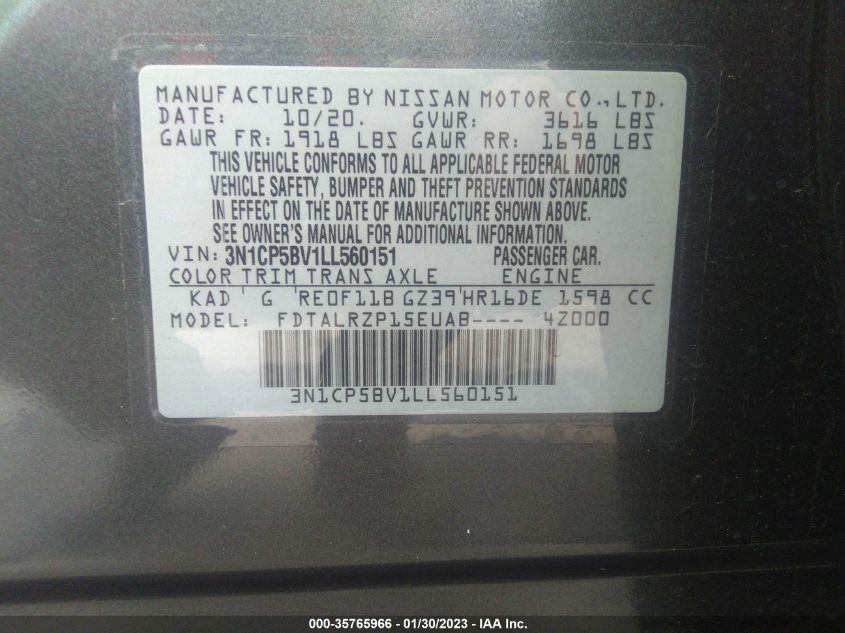 MANUFACTURED BY NISSAN MOTOR CO., LTD.
DATE: 10/20. GVWR: 3616 LBS
GAWR FR: 1918 LBS GAWR RR: 1698 LBS
THIS VEHICLE CONFORMS TO ALL APPLICABLE FEDERAL MOTOR
VEHICLE SAFETY, BUMPER AND THEFT PREVENTION STANDARDS
IN EFFECT ON THE DATE OF MANUFACTURE SHOWN ABOVE.
SEE OWNER'S MANUAL FOR ADDITIONAL INFORMATION.
VIN: 3N1CP5BV1LL560151 PASSENGER CAR.
COLOR TRIM TRANS AXLE ENGINE
KAD G RE0F11B GZ39 HR16DE 1598 CC
MODEL: FDTALRZP15EUAB---- 4Z000
3N1CP5BV1LL560151
000-35765966 - 01/30/2023 - IAA Inc.